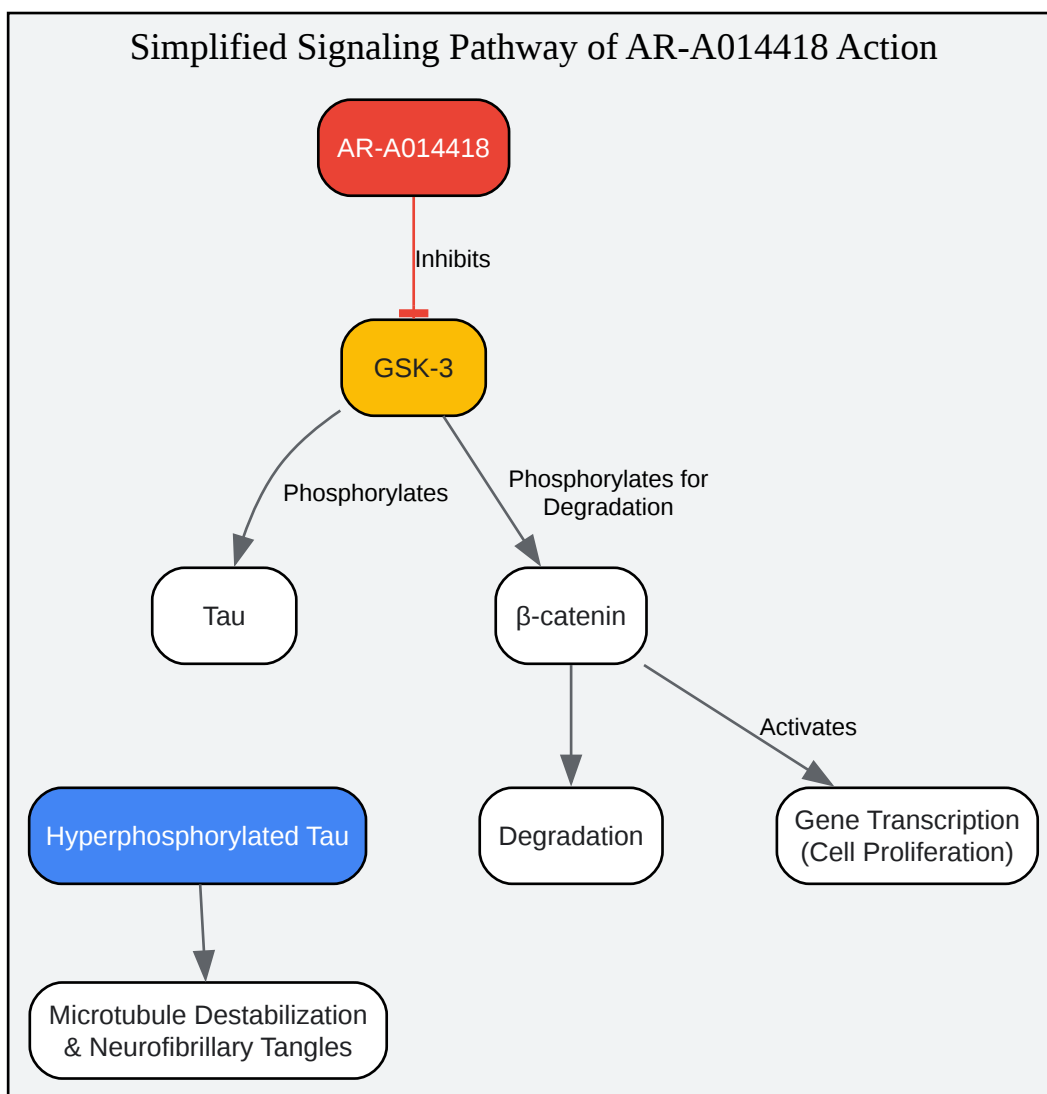 Simplified Signaling Pathway of AR-A014418 Action
AR-A014418
Inhibits
GSK-3
Phosphorylates
Phosphorylates for
Degradation
Tau
β-catenin
Activates
Hyperphosphorylated Tau
Degradation
Gene Transcription
(Cell Proliferation)
Microtubule Destabilization
& Neurofibrillary Tangles